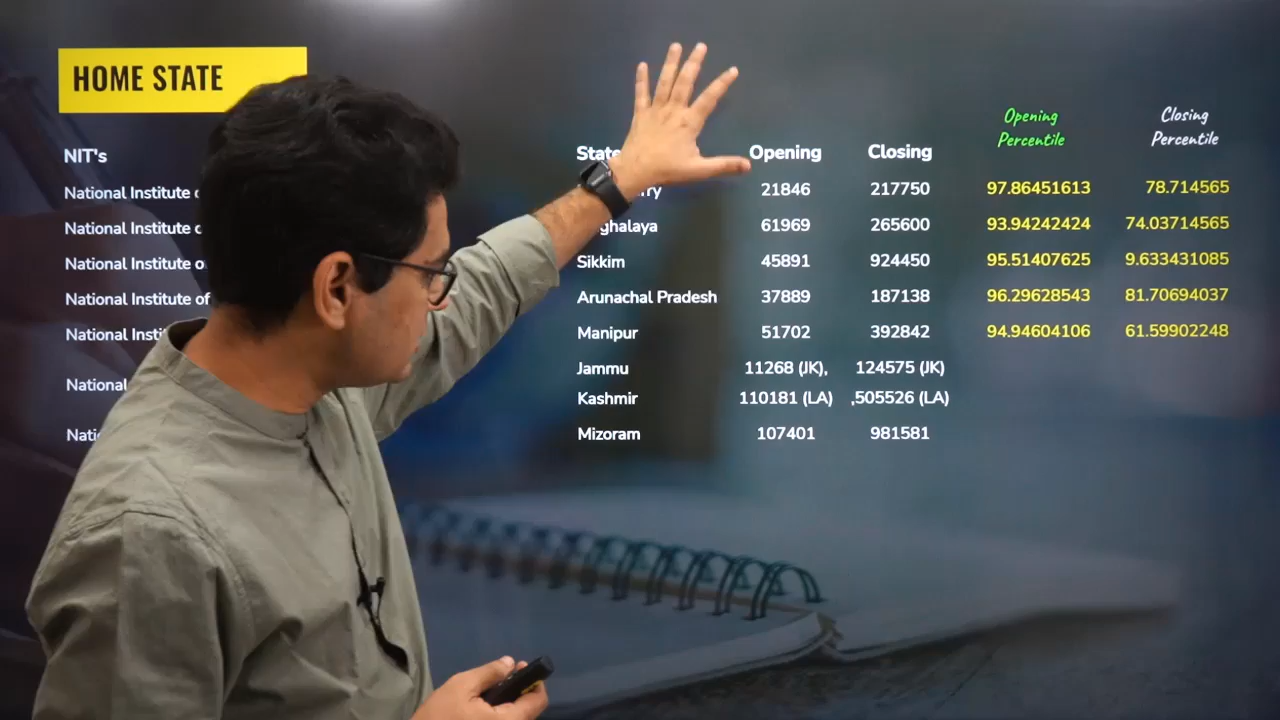 HOME STATE
Opening Closing
Percentile Percentile
NIT's State Opening Closing
National Institute 21846 217750 97.86451613 78.714565
National Institute 61969 265600 93.94242424 74.03714565
National Institute Sikkim 45891 924450 95.51407625 9.633431085
National Institute of Arunachal Pradesh 37889 187138 96.29628543 81.70694037
National Manipur 51702 392842 94.94604106 61.59902248
Jammu 11268 (JK), 124575 (JK)
National
Kashmir 110181 (LA) ,505526 (LA)
Mizoram 107401 981581